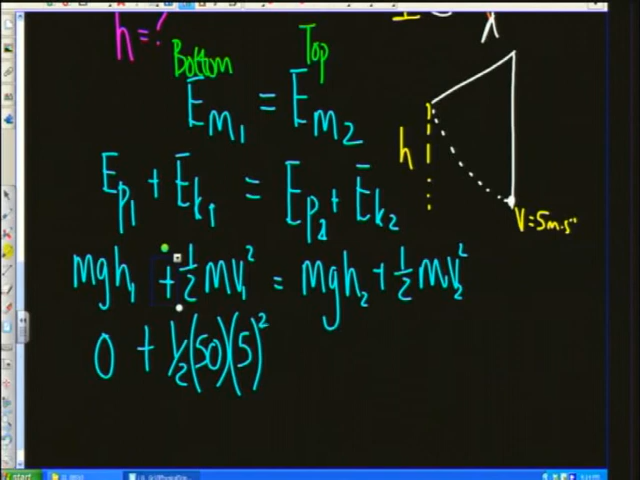 h=?
Bottom Top
Em₁ = Em₂
Ep₁ + Ek₁ = Ep₂ + Ek₂
h
V=5m·s⁻¹
mgh₁ + ½mv₁² = mgh₂ + ½mv₂²
0 + ½(50)(5)²
start